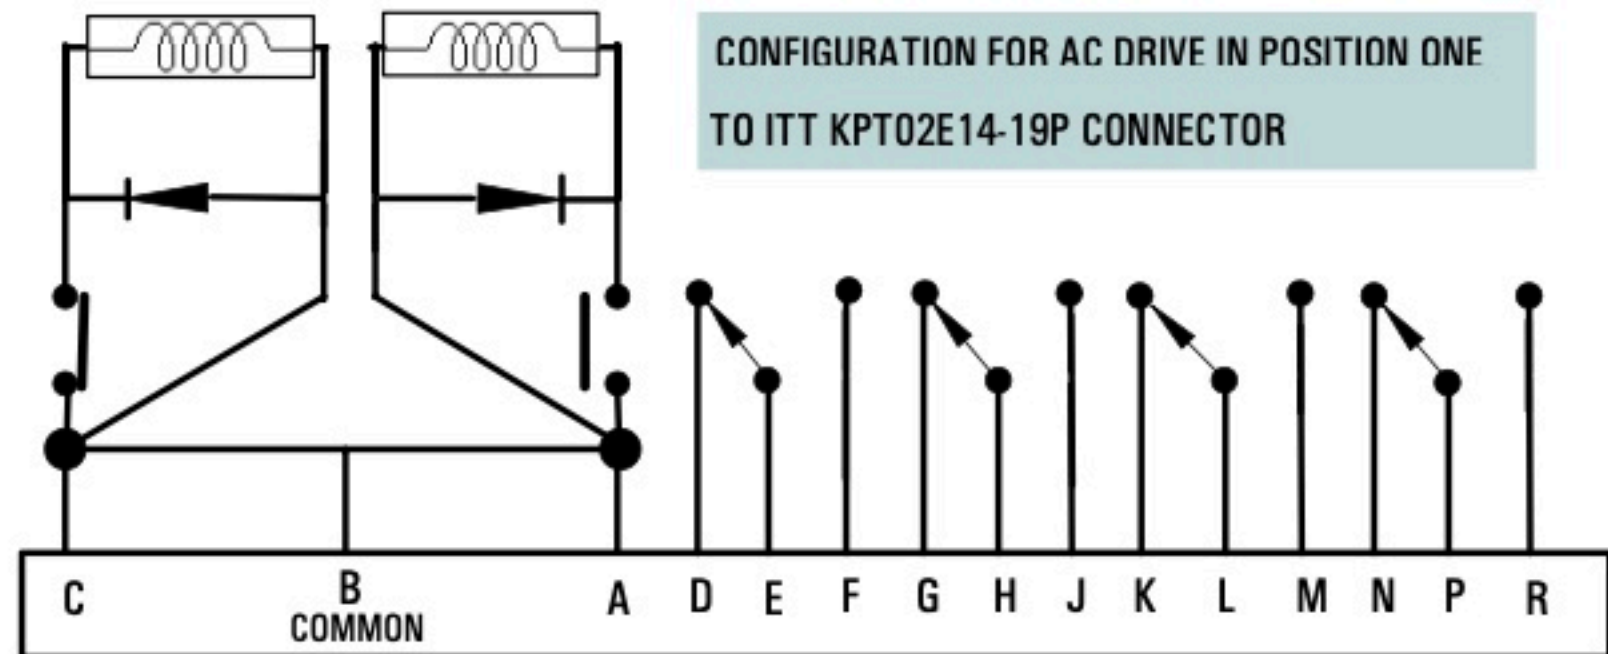 CONFIGURATION FOR AC DRIVE IN POSITION ONE
TO ITT KPT02E14-19P CONNECTOR
C B A D E F G H J K L M N P R
COMMON